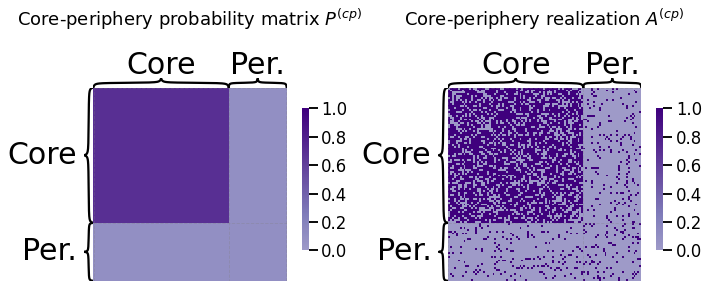 Core-periphery probability matrix P^(cp)
Core Per.
Core
Per.
1.0
0.8
0.6
0.4
0.2
0.0
Core-periphery realization A^(cp)
Core Per.
Core
Per.
1.0
0.8
0.6
0.4
0.2
0.0